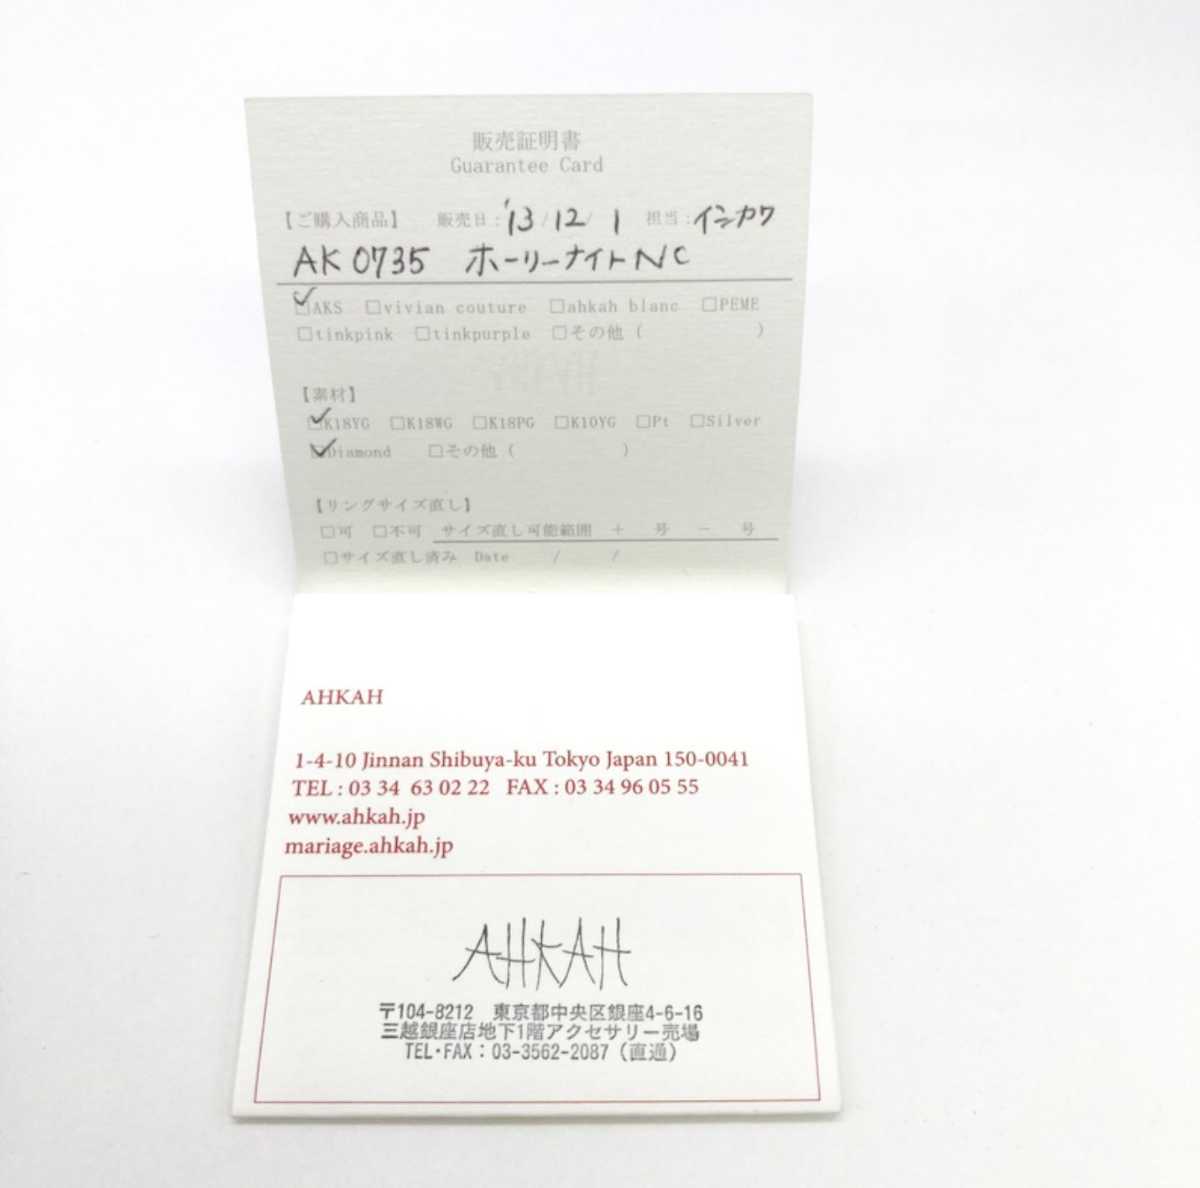 販売証明書
Guarantee Card
【ご購入商品】 販売日:'13/12/1 担当:イシカワ
AK0735 ホーリーナイトNC
☑AKS □vivian couture □ahkah blanc □PEME
□tinkpink □tinkpurple □その他( )
【素材】
☑K18YG □K18WG □K18PG □K10YG □Pt □Silver
☑Diamond □その他( )
【リングサイズ直し】
□可 □不可 サイズ直し可能範囲 + 号 − 号
□サイズ直し済み Date / /
AHKAH
1-4-10 Jinnan Shibuya-ku Tokyo Japan 150-0041
TEL : 03 34 63 02 22 FAX : 03 34 96 05 55
www.ahkah.jp
mariage.ahkah.jp
AHKAH
〒104-8212 東京都中央区銀座4-6-16
三越銀座店地下1階アクセサリー売場
TEL・FAX:03-3562-2087(直通)